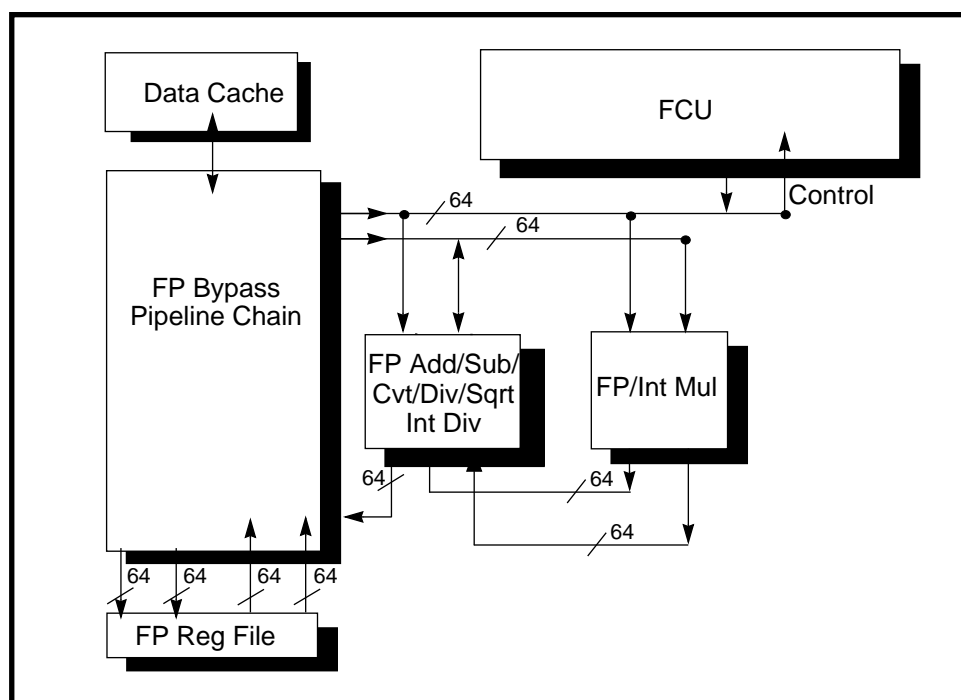 Data Cache
FCU
Control
64
64
FP Bypass
Pipeline Chain
FP Add/Sub/
Cvt/Div/Sqrt
Int Div
FP/Int Mul
64
64
64
64
64
64
64
FP Reg File